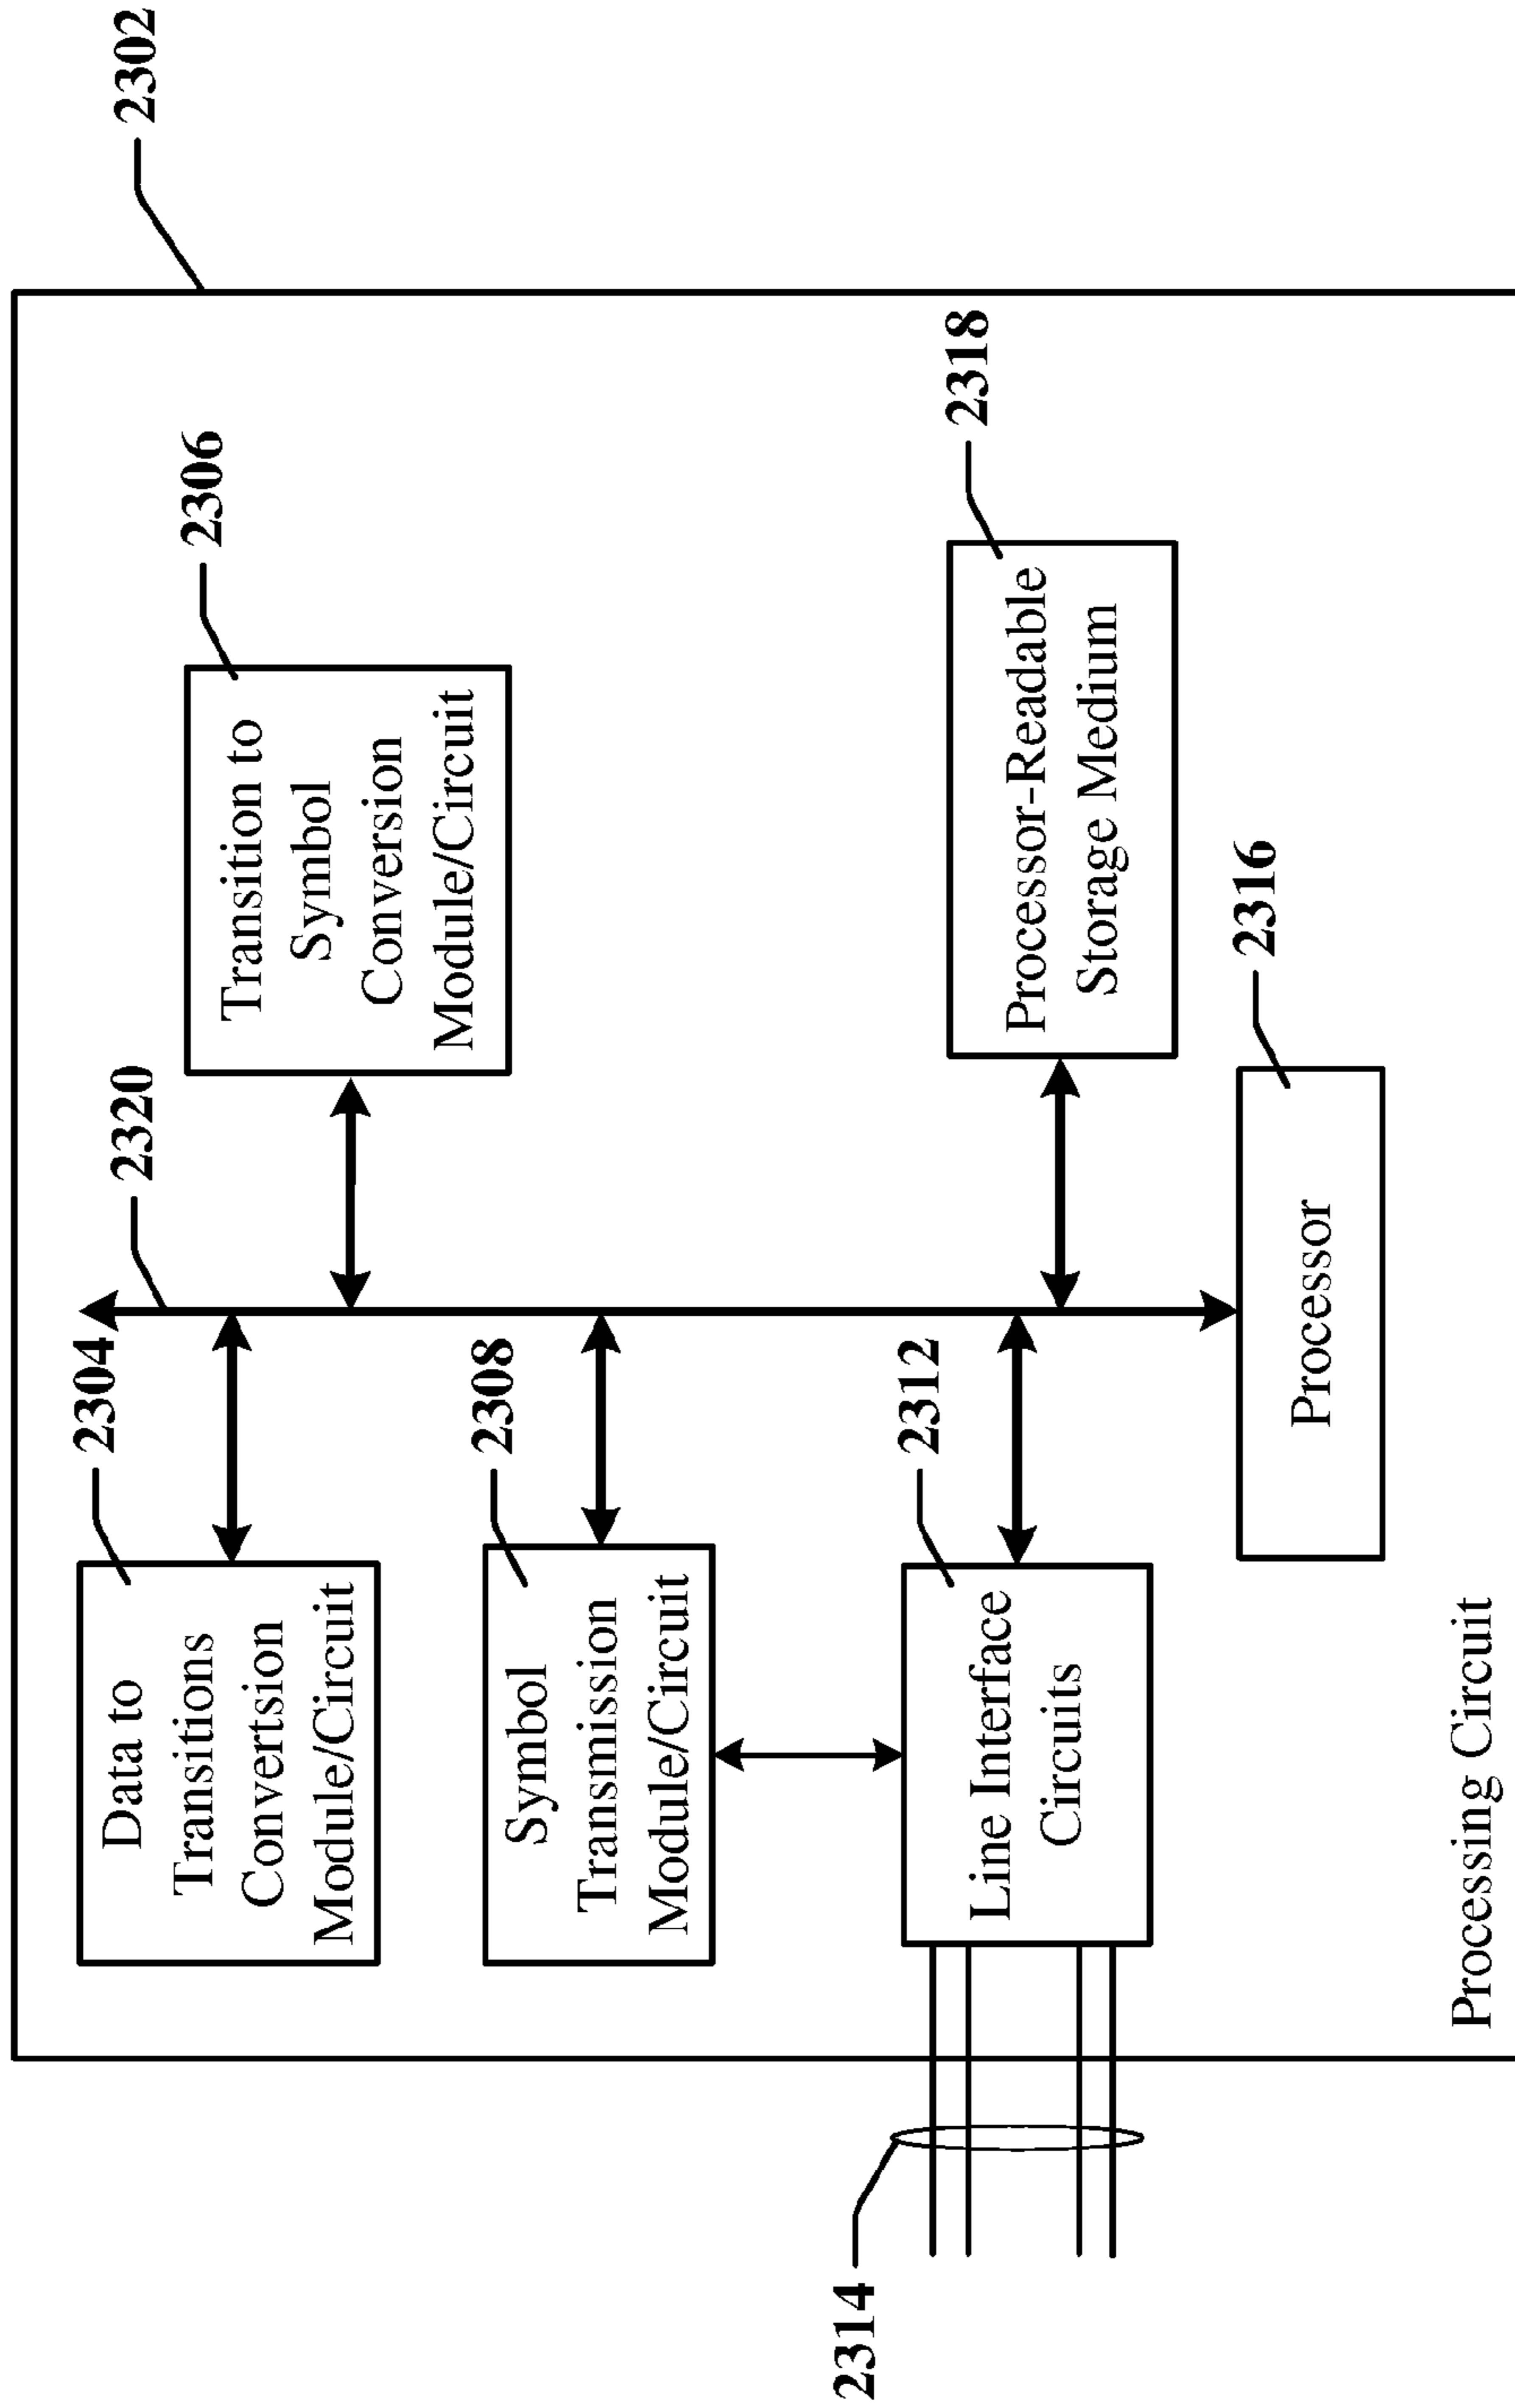 2302
2320
2304
Data to
Transitions
Convertsion
Module/Circuit
2306
Transition to
Symbol
Conversion
Module/Circuit
2308
Symbol
Transmission
Module/Circuit
2312
Line Interface
Circuits
2314
2318
Processor-Readable
Storage Medium
2316
Processor
Processing Circuit